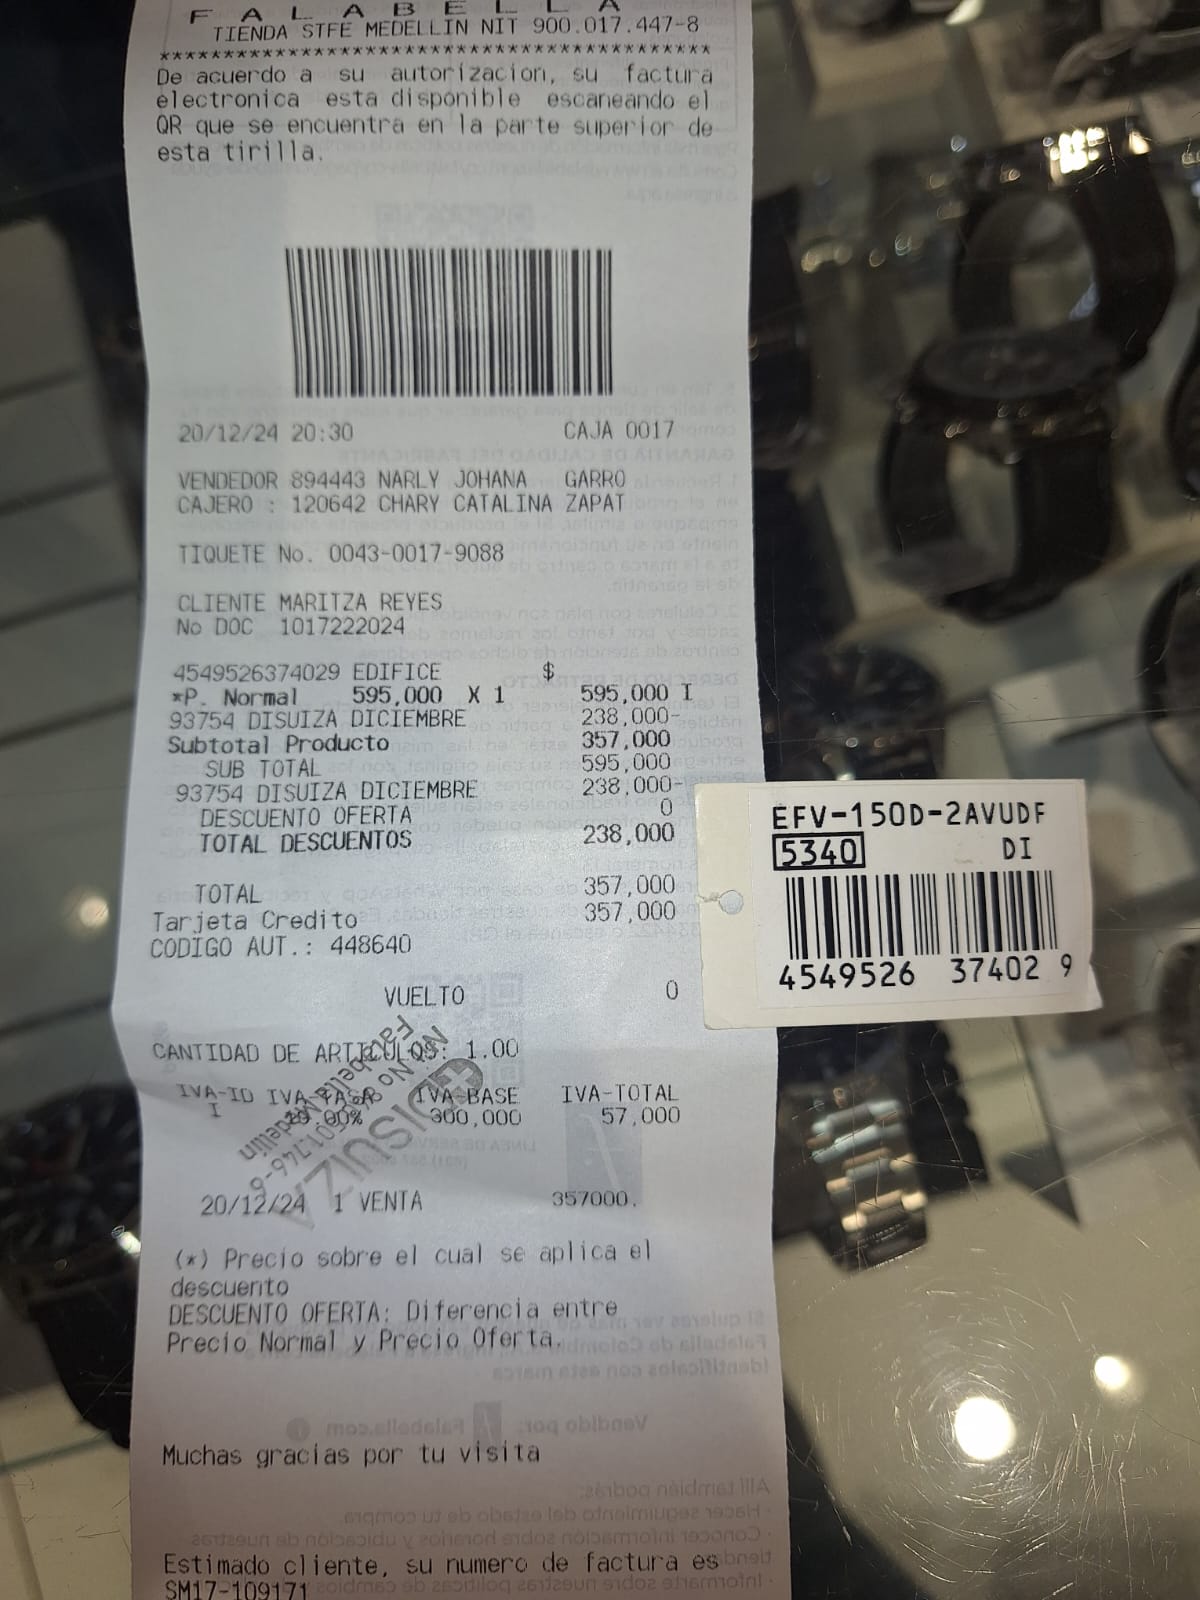 F A L A B E L L A
TIENDA STFE MEDELLIN NIT 900.017.447-8
******************************************
De acuerdo a su autorizacion, su factura
electronica esta disponible escaneando el
QR que se encuentra en la parte superior de
esta tirilla.
20/12/24 20:30 CAJA 0017
VENDEDOR 894443 NARLY JOHANA GARRO
CAJERO : 120642 CHARY CATALINA ZAPAT
TIQUETE No. 0043-0017-9088
CLIENTE MARITZA REYES
No DOC 1017222024
4549526374029 EDIFICE $
*P. Normal 595,000 X 1 595,000 I
93754 DISUIZA DICIEMBRE 238,000-
Subtotal Producto 357,000
SUB TOTAL 595,000
93754 DISUIZA DICIEMBRE 238,000-
DESCUENTO OFERTA 0
TOTAL DESCUENTOS 238,000
TOTAL 357,000
Tarjeta Credito 357,000
CODIGO AUT.: 448640
VUELTO 0
CANTIDAD DE ARTICULOS: 1.00
IVA-ID IVA-TASA IVA-BASE IVA-TOTAL
I 300,000 57,000
DISUIZA
Falabella Medellin
20/12/24 1 VENTA 357000.
(*) Precio sobre el cual se aplica el
descuento
DESCUENTO OFERTA: Diferencia entre
Precio Normal y Precio Oferta.
Muchas gracias por tu visita
Estimado cliente, su numero de factura es
SM17-109171
EFV-150D-2AVUDF
5340 DI
4549526 37402 9